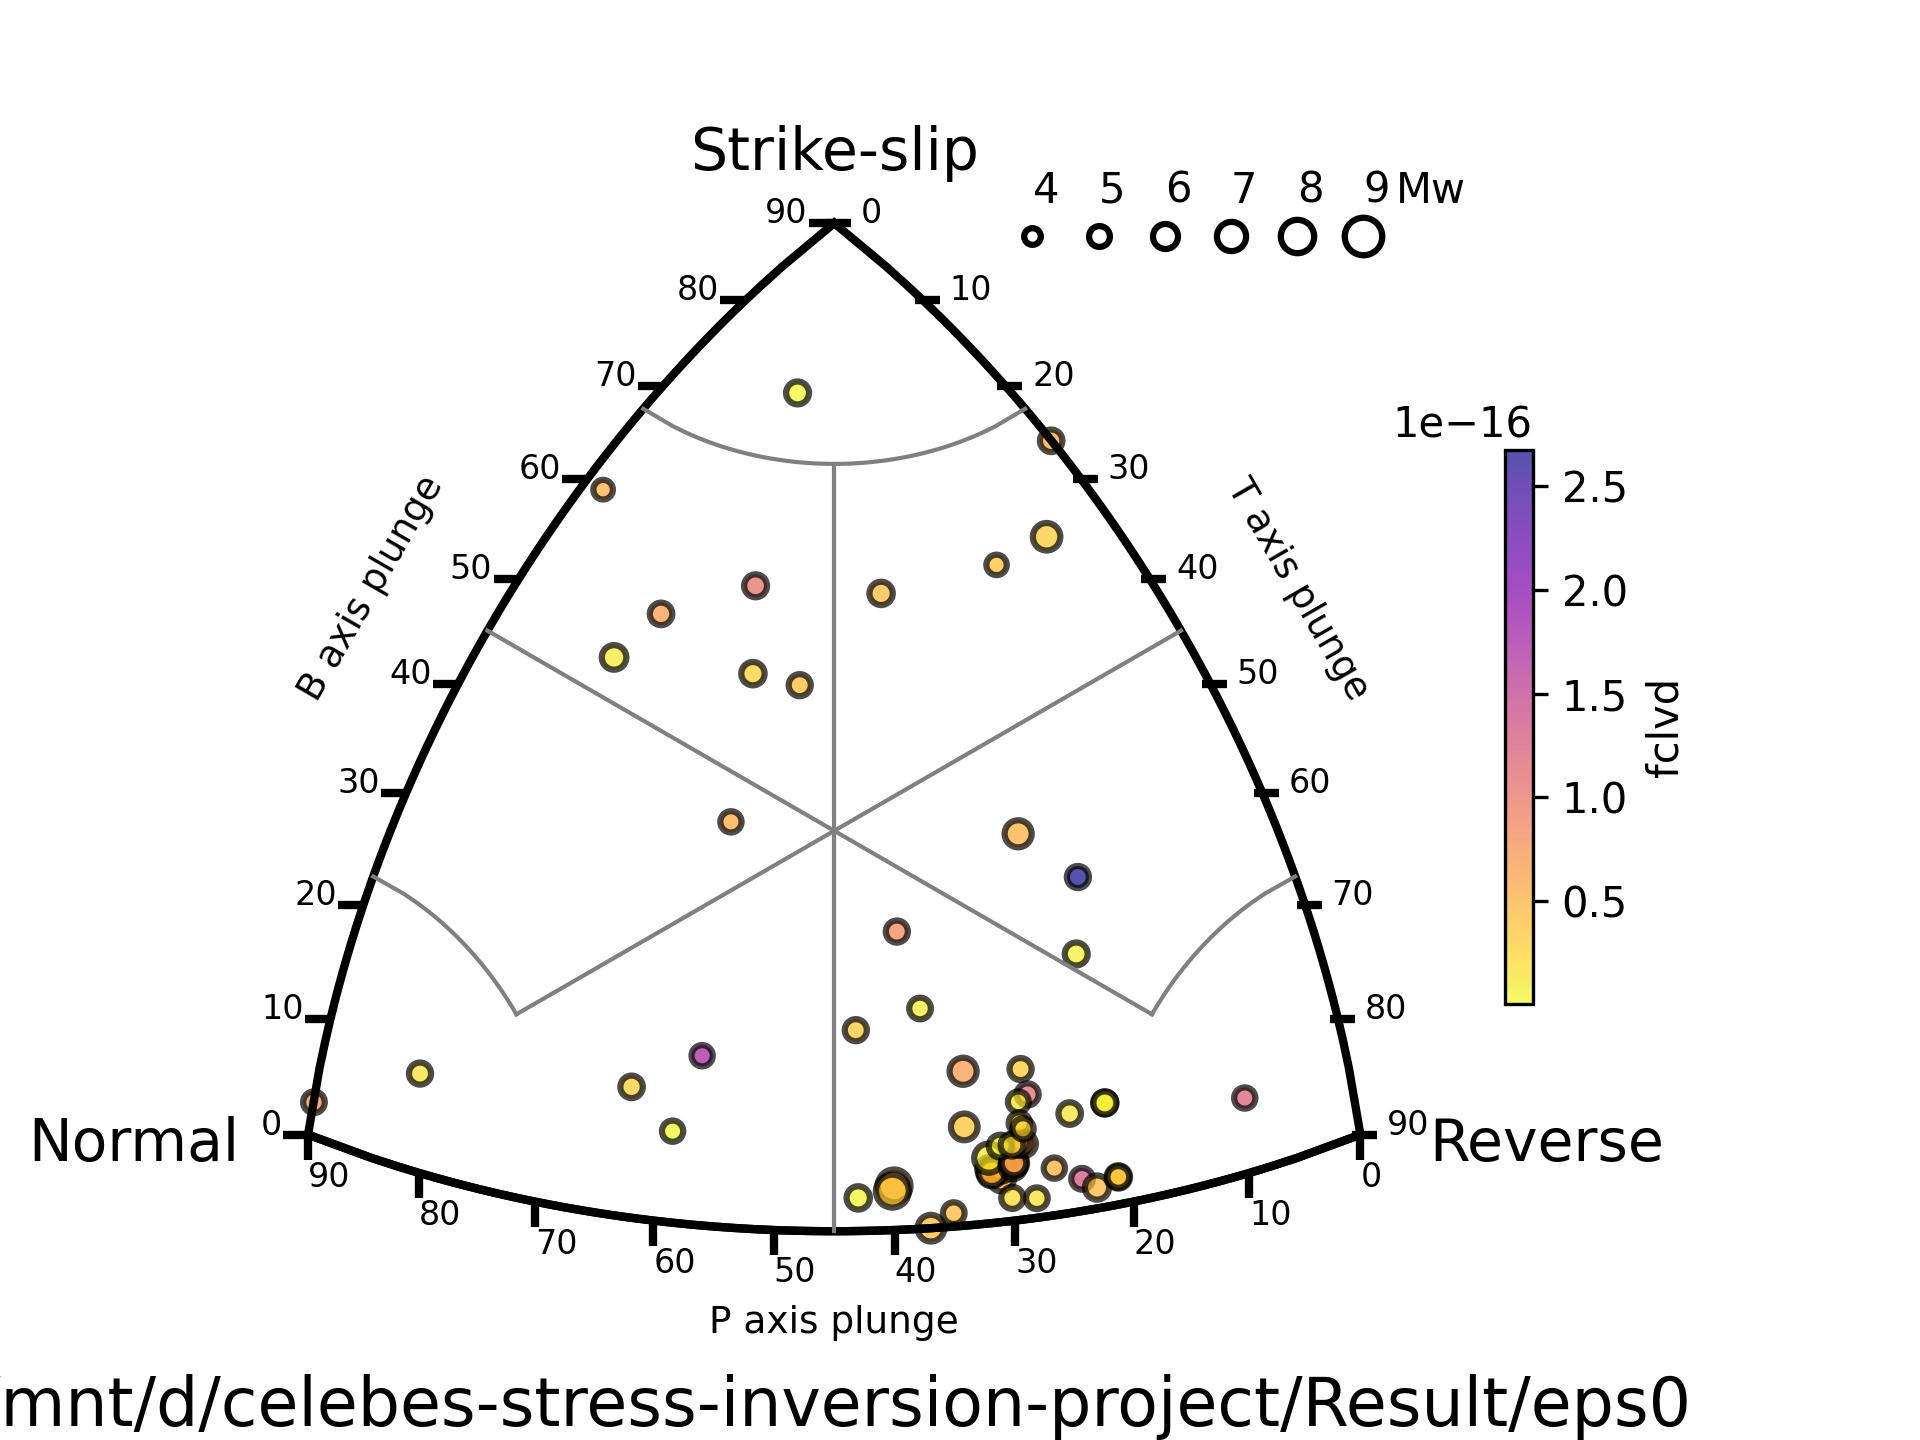 Strike-slip
4 5 6 7 8 9 Mw
90 0
80 10
70 20
60 30
50 40
40 50
30 60
20 70
10 80
0 90
B axis plunge
T axis plunge
1e−16
2.5
2.0
1.5
1.0
0.5
fclvd
Normal
Reverse
90 80 70 60 50 40 30 20 10 0
P axis plunge
/mnt/d/celebes-stress-inversion-project/Result/eps0